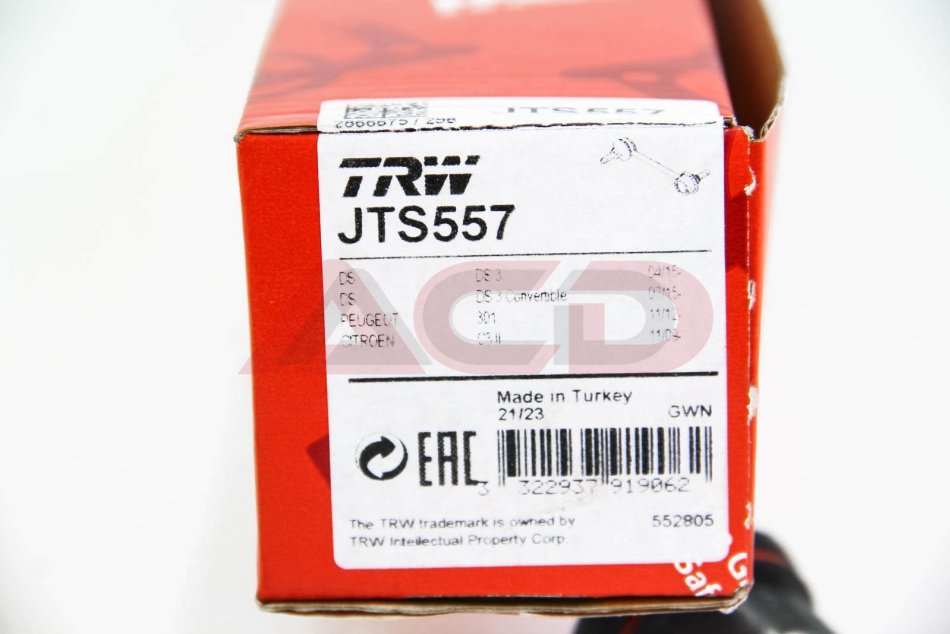 JTS557
TRW
JTS557
DS DS 3 04/15-
DS DS 3 Convertible 07/15-
PEUGEOT 301 11/12-
CITROEN C3 II 11/09-
ACD
Made in Turkey
21/23 GWN
EAC
3 322937 919062
The TRW trademark is owned by 552805
TRW Intellectual Property Corp.